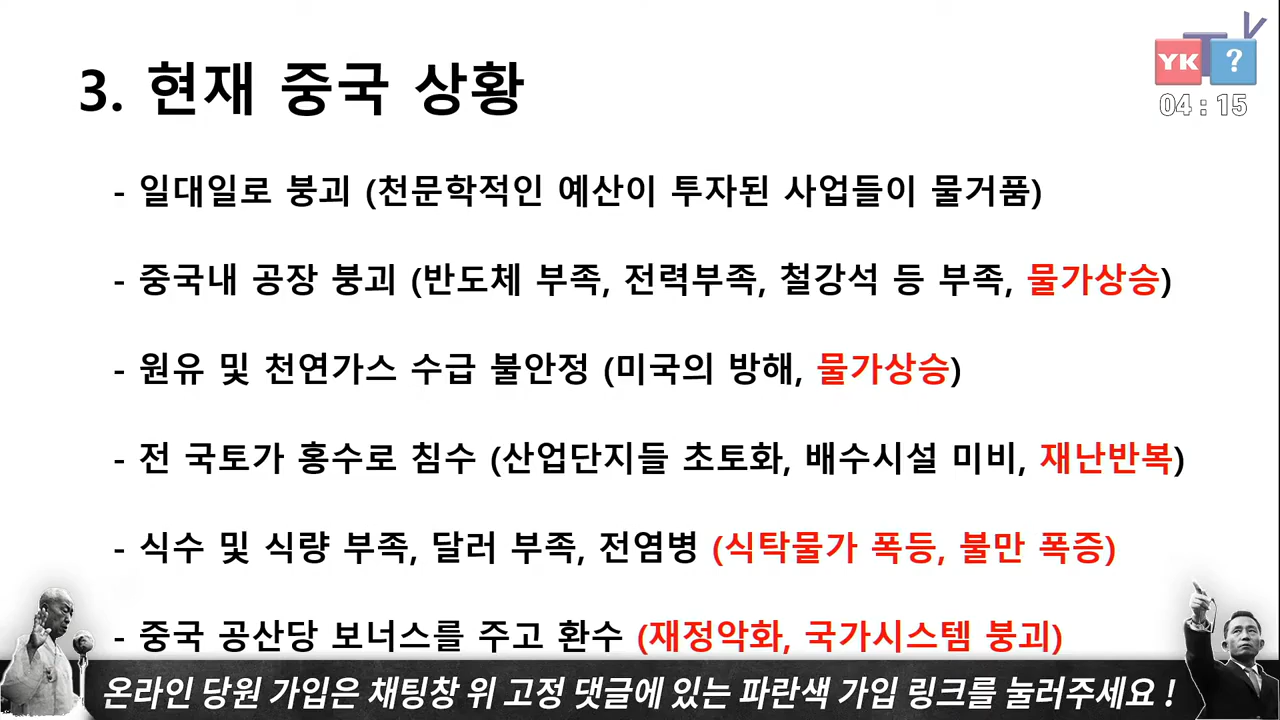 3. 현재 중국 상황
YK TV ?
04 : 15
- 일대일로 붕괴 (천문학적인 예산이 투자된 사업들이 물거품)
- 중국내 공장 붕괴 (반도체 부족, 전력부족, 철강석 등 부족, 물가상승)
- 원유 및 천연가스 수급 불안정 (미국의 방해, 물가상승)
- 전 국토가 홍수로 침수 (산업단지들 초토화, 배수시설 미비, 재난반복)
- 식수 및 식량 부족, 달러 부족, 전염병 (식탁물가 폭등, 불만 폭증)
- 중국 공산당 보너스를 주고 환수 (재정악화, 국가시스템 붕괴)
온라인 당원 가입은 채팅창 위 고정 댓글에 있는 파란색 가입 링크를 눌러주세요 !